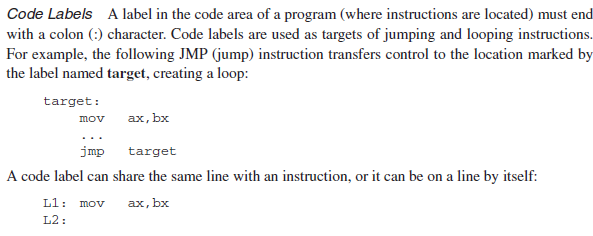 Code Labels A label in the code area of a program (where instructions are located) must end
with a colon (:) character. Code labels are used as targets of jumping and looping instructions.
For example, the following JMP (jump) instruction transfers control to the location marked by
the label named target, creating a loop:
target:
mov ax,bx
...
jmp target
A code label can share the same line with an instruction, or it can be on a line by itself:
L1: mov ax,bx
L2: